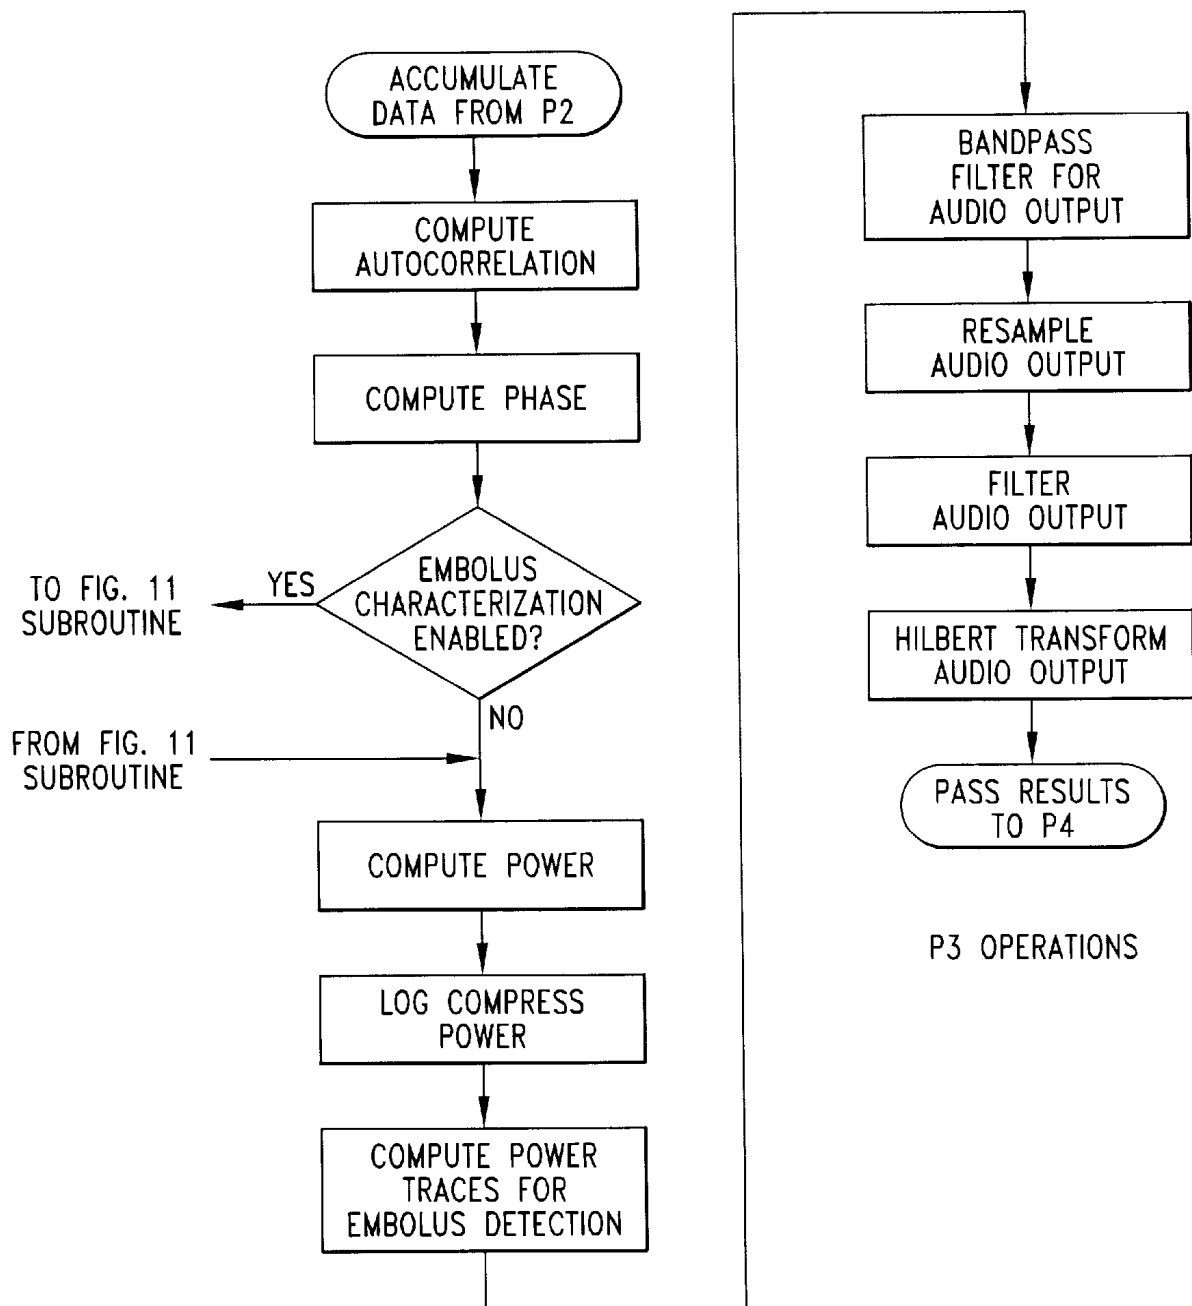 ACCUMULATE
DATA FROM P2
COMPUTE
AUTOCORRELATION
COMPUTE PHASE
EMBOLUS
CHARACTERIZATION
ENABLED?
YES
TO FIG. 11
SUBROUTINE
NO
FROM FIG. 11
SUBROUTINE
COMPUTE POWER
LOG COMPRESS
POWER
COMPUTE POWER
TRACES FOR
EMBOLUS DETECTION
BANDPASS
FILTER FOR
AUDIO OUTPUT
RESAMPLE
AUDIO OUTPUT
FILTER
AUDIO OUTPUT
HILBERT TRANSFORM
AUDIO OUTPUT
PASS RESULTS
TO P4
P3 OPERATIONS